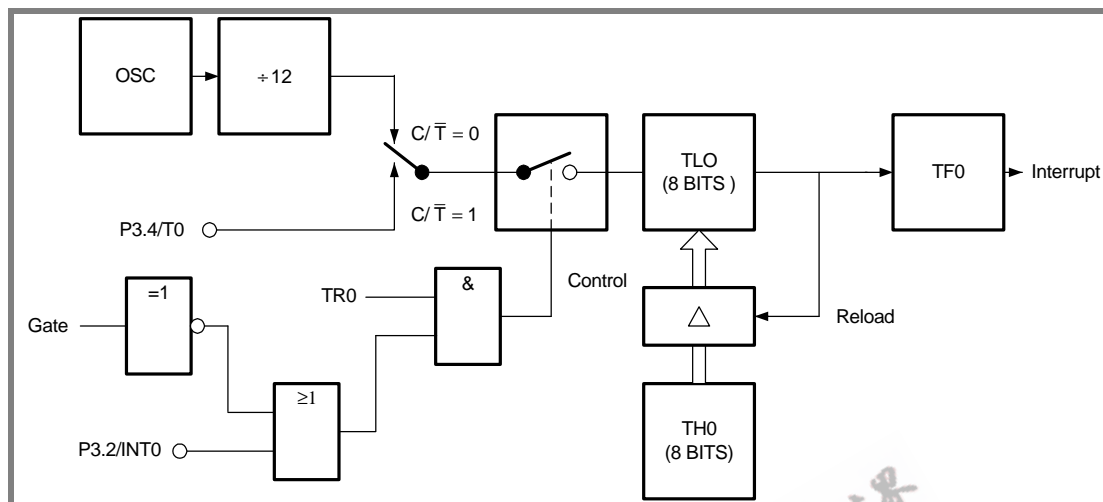 OSC
÷12
C/T̅ = 0
C/T̅ = 1
P3.4/T0
TLO
(8 BITS )
TF0
Interrupt
=1
Gate
TR0
&
Control
△
Reload
≥1
P3.2/INT0
TH0
(8 BITS)